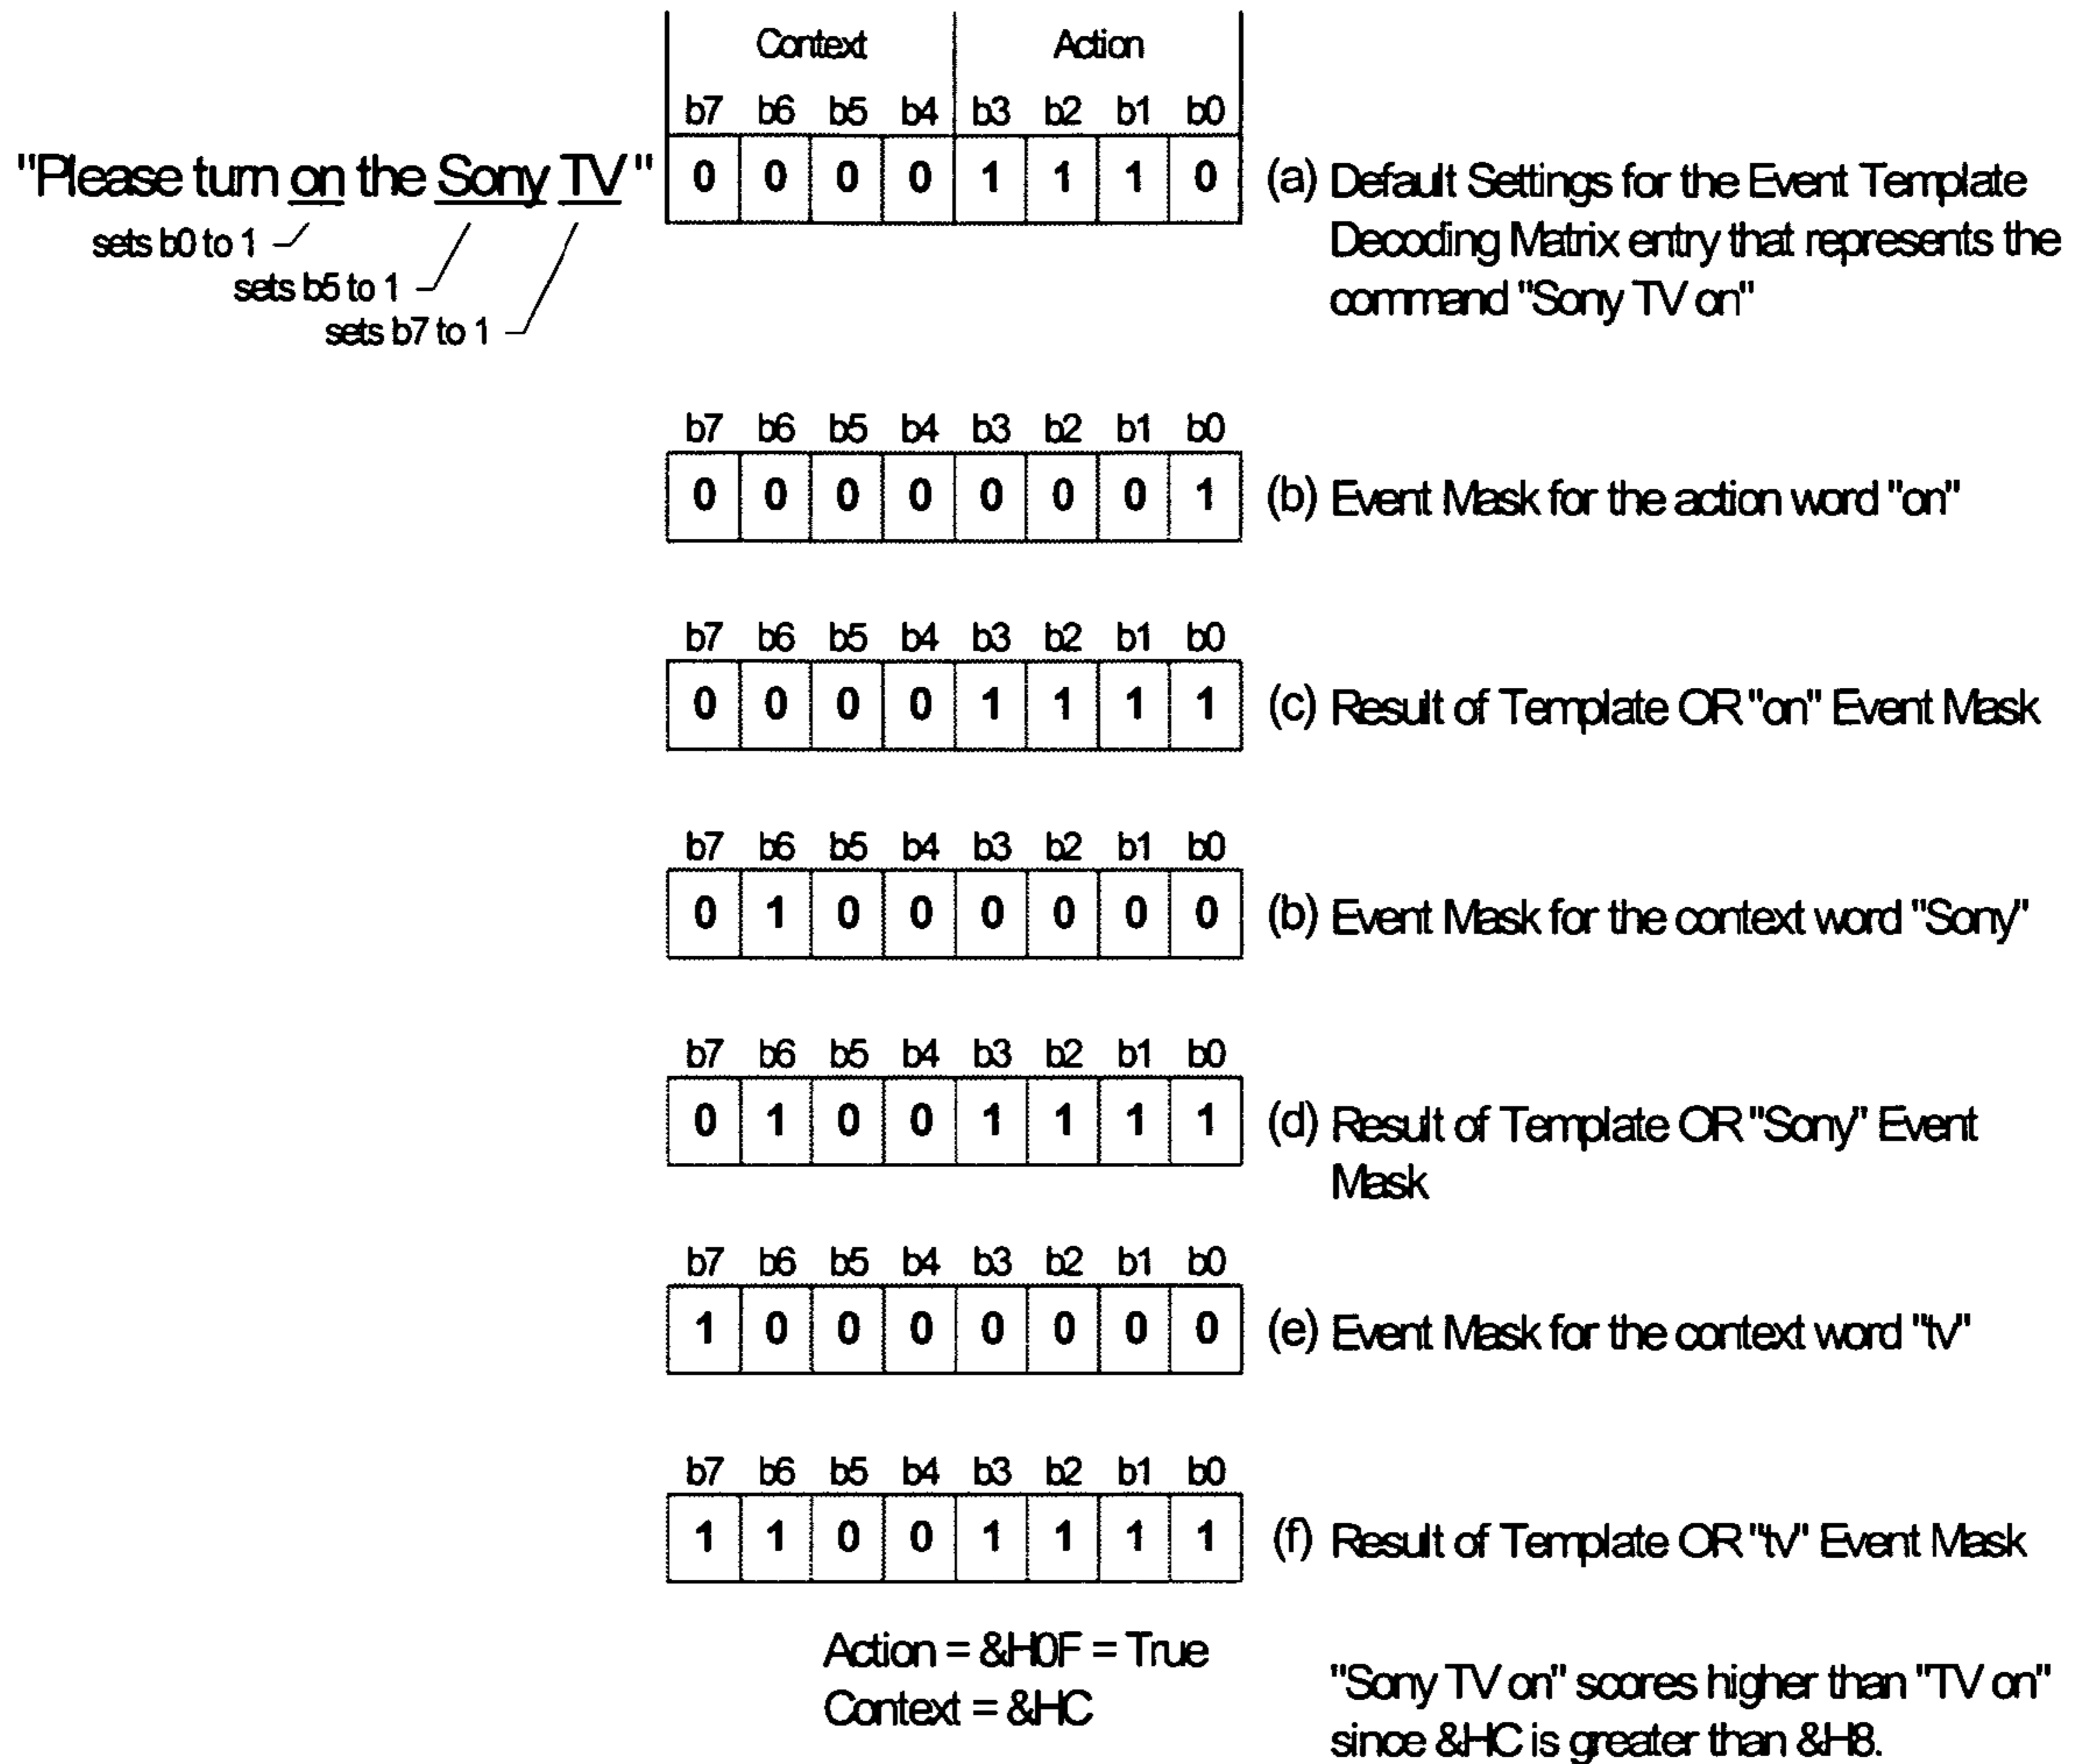 Context Action
b7 b6 b5 b4 b3 b2 b1 b0
"Please turn on the Sony TV" 0 0 0 0 1 1 1 0 (a) Default Settings for the Event Template
Decoding Matrix entry that represents the
command "Sony TV on"
sets b0 to 1
sets b5 to 1
sets b7 to 1
b7 b6 b5 b4 b3 b2 b1 b0
0 0 0 0 0 0 0 1 (b) Event Mask for the action word "on"
b7 b6 b5 b4 b3 b2 b1 b0
0 0 0 0 1 1 1 1 (c) Result of Template OR "on" Event Mask
b7 b6 b5 b4 b3 b2 b1 b0
0 1 0 0 0 0 0 0 (b) Event Mask for the context word "Sony"
b7 b6 b5 b4 b3 b2 b1 b0
0 1 0 0 1 1 1 1 (d) Result of Template OR "Sony" Event
Mask
b7 b6 b5 b4 b3 b2 b1 b0
1 0 0 0 0 0 0 0 (e) Event Mask for the context word "tv"
b7 b6 b5 b4 b3 b2 b1 b0
1 1 0 0 1 1 1 1 (f) Result of Template OR "tv" Event Mask
Action = &H0F = True
Context = &HC
"Sony TV on" scores higher than "TV on"
since &HC is greater than &H8.